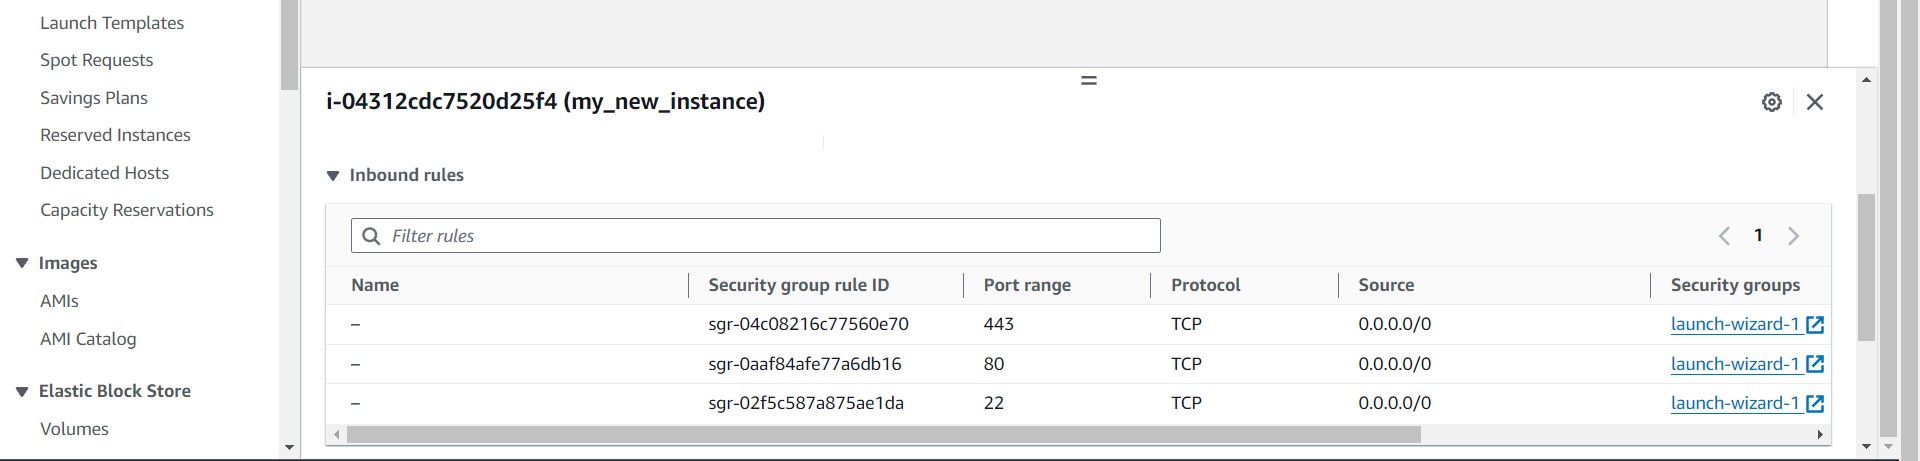 Launch Templates
Spot Requests
Savings Plans
Reserved Instances
Dedicated Hosts
Capacity Reservations
Images
AMIs
AMI Catalog
Elastic Block Store
Volumes
i-04312cdc7520d25f4 (my_new_instance)
Inbound rules
Filter rules
1
Name Security group rule ID Port range Protocol Source Security groups
– sgr-04c08216c77560e70 443 TCP 0.0.0.0/0 launch-wizard-1
– sgr-0aaf84afe77a6db16 80 TCP 0.0.0.0/0 launch-wizard-1
– sgr-02f5c587a875ae1da 22 TCP 0.0.0.0/0 launch-wizard-1